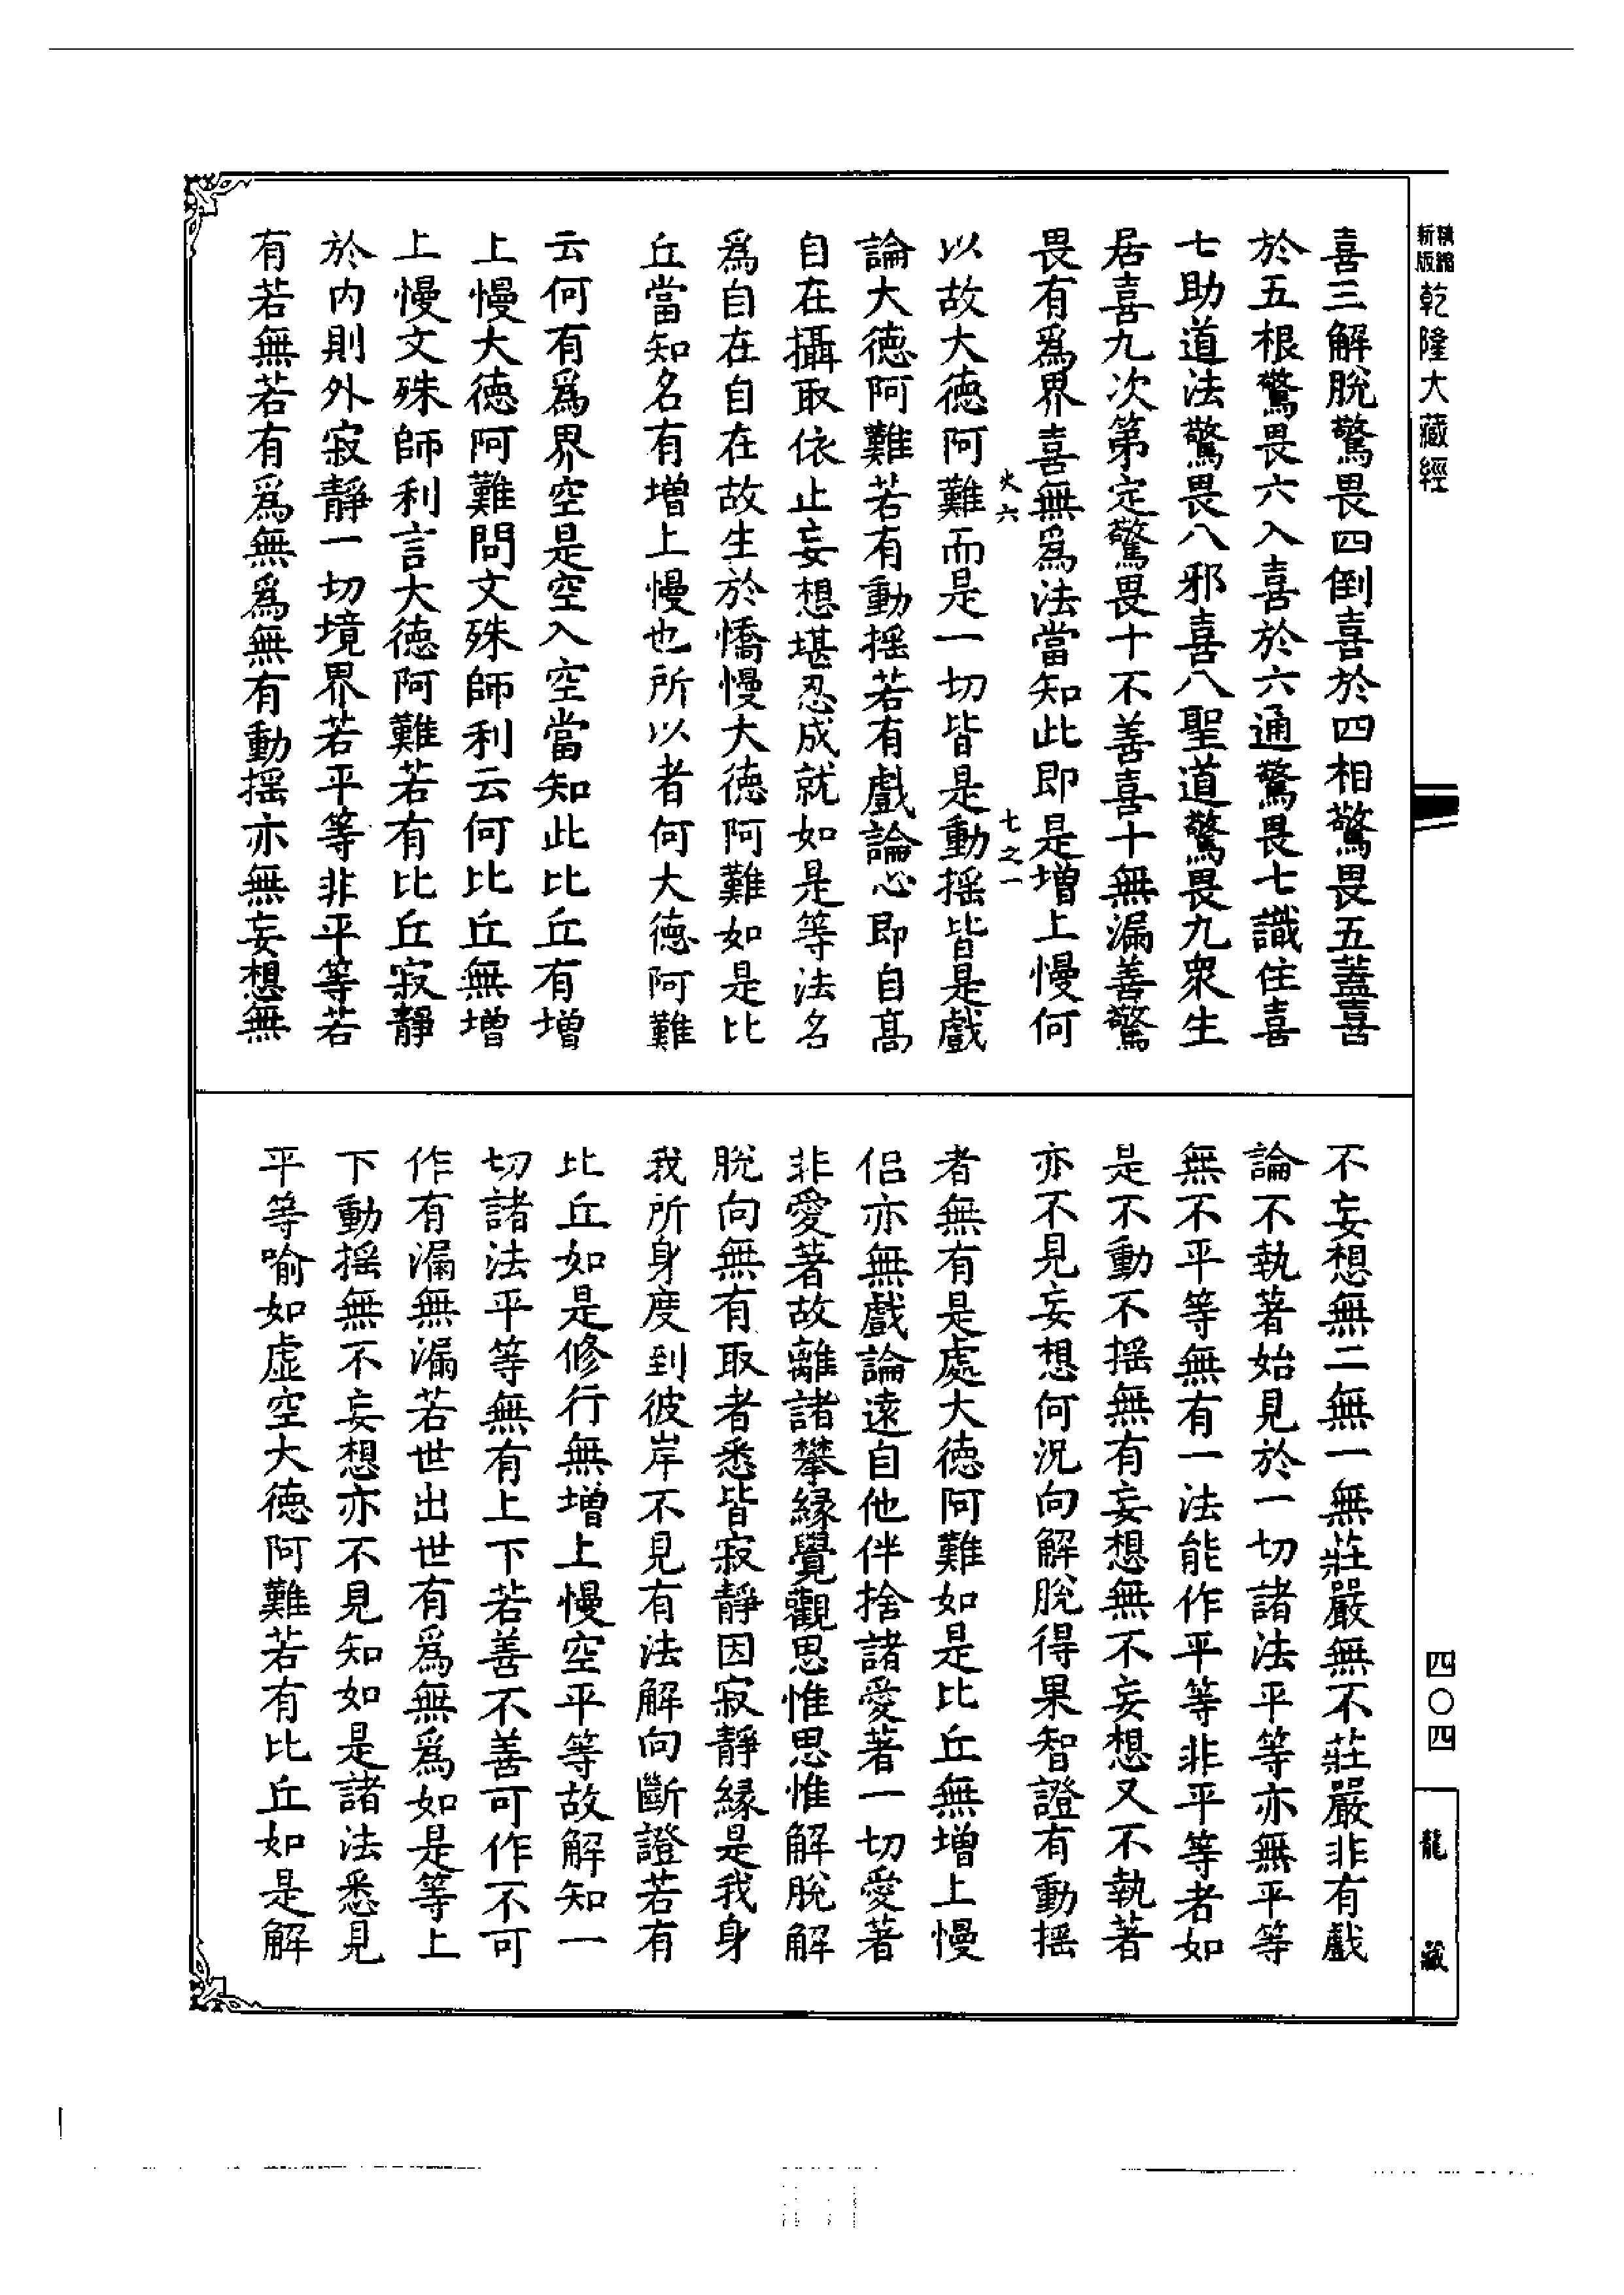 新版精縮乾隆大藏經
喜三解脫驚畏四倒喜於四相驚畏五蓋喜
於五根驚畏六入喜於六通驚畏七識住喜
七助道法驚畏八邪喜八聖道驚畏九眾生
居喜九次第定驚畏十不善喜十無漏善驚
畏有爲界喜無爲法當知此即是增上慢何
火六 七之一
以故大德阿難而是一切皆是動搖皆是戲
論大德阿難若有動搖若有戲論心即自高
自在攝取依止妄想堪忍成就如是等法名
爲自在自在故生於憍慢大德阿難如是比
丘當知名有增上慢也所以者何大德阿難
云何有爲界空是空入空當知此比丘有增
上慢大德阿難問文殊師利云何比丘無增
上慢文殊師利言大德阿難若有比丘寂靜
於內則外寂靜一切境界若平等非平等若
有若無若有爲無爲無有動搖亦無妄想無
不妄想無二無一無莊嚴無不莊嚴非有戲
論不執著始見於一切諸法平等亦無平等
無不平等無有一法能作平等非平等者如
是不動不搖無有妄想無不妄想又不執著
亦不見妄想何況向解脫得果智證有動搖
者無有是處大德阿難如是比丘無增上慢
侶亦無戲論遠自他伴捨諸愛著一切愛著
非愛著故離諸攀緣覺觀思惟思惟解脫解
脫向無有取者悉皆寂靜因寂靜緣是我身
我所身度到彼岸不見有法解向斷證若有
比丘如是修行無增上慢空平等故解知一
切諸法平等無有上下若善不善可作不可
作有漏無漏若世出世有爲無爲如是等上
下動搖無不妄想亦不見知如是諸法悉見
平等喻如虛空大德阿難若有比丘如是解
四〇四
龍藏